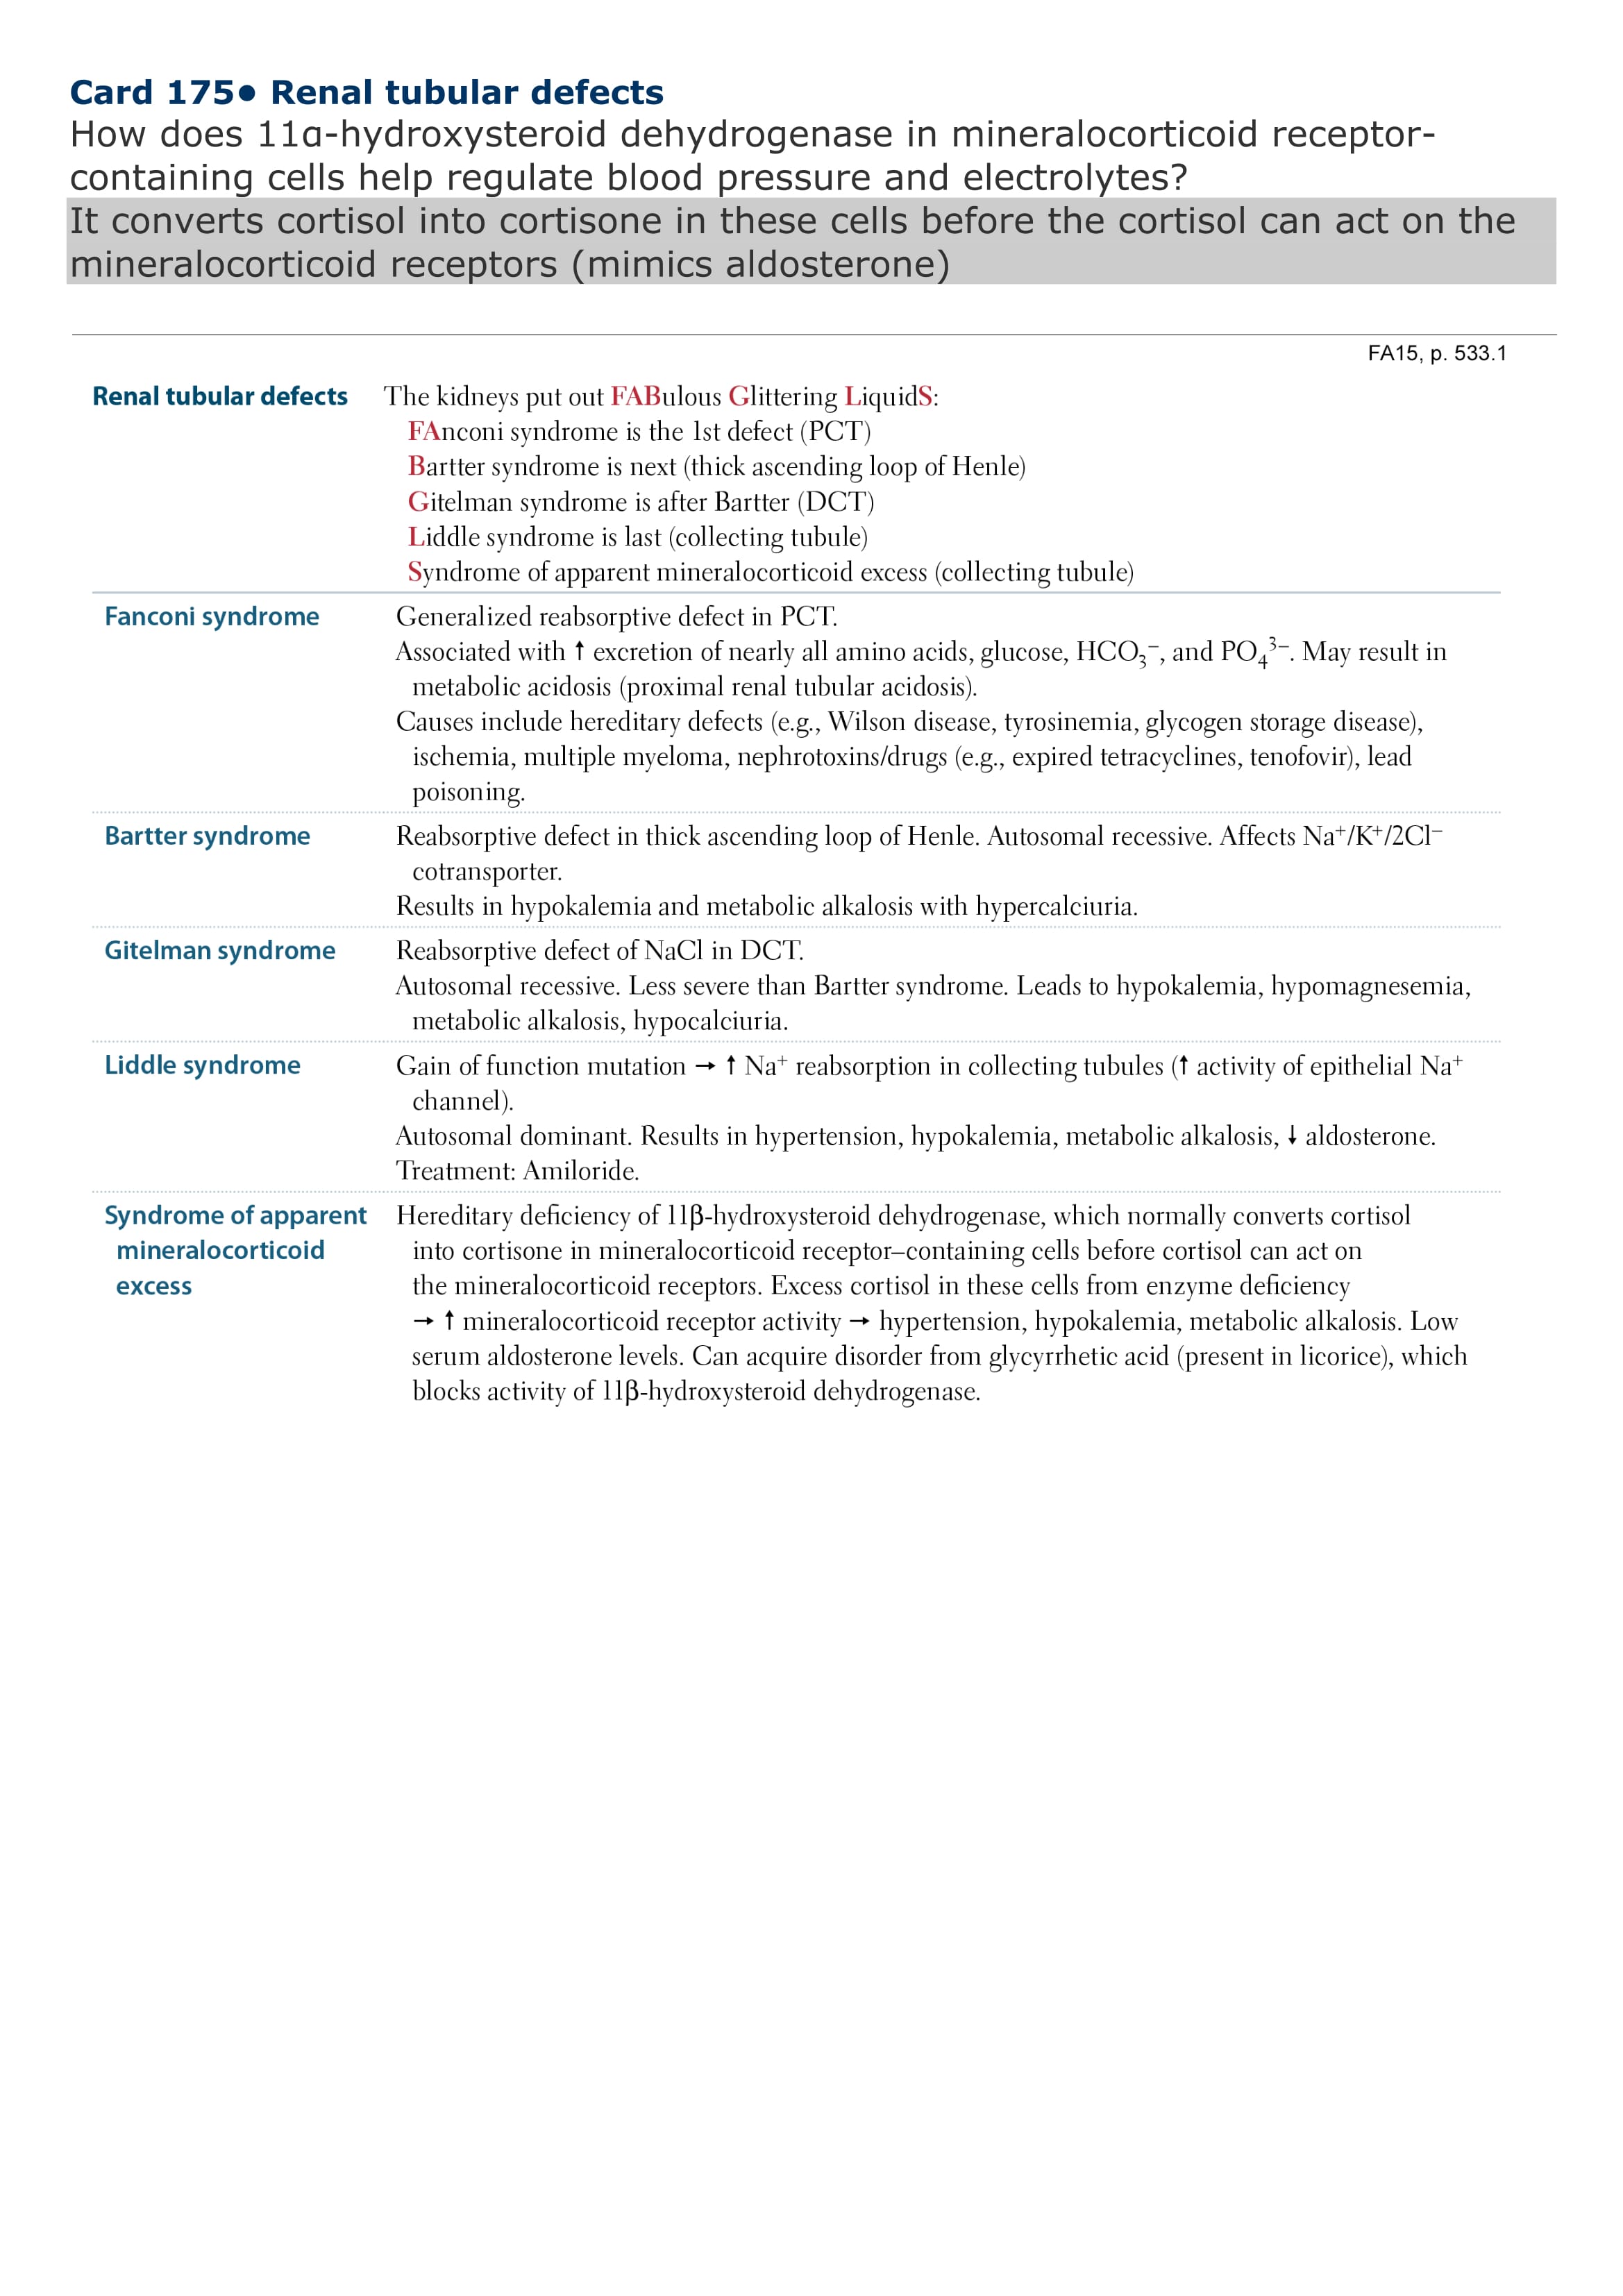 Card 175• Renal tubular defects
How does 11ɑ-hydroxysteroid dehydrogenase in mineralocorticoid receptor-
containing cells help regulate blood pressure and electrolytes?
It converts cortisol into cortisone in these cells before the cortisol can act on the
mineralocorticoid receptors (mimics aldosterone)
FA15, p. 533.1
Renal tubular defects
The kidneys put out FABulous Glittering LiquidS:
FAnconi syndrome is the 1st defect (PCT)
Bartter syndrome is next (thick ascending loop of Henle)
Gitelman syndrome is after Bartter (DCT)
Liddle syndrome is last (collecting tubule)
Syndrome of apparent mineralocorticoid excess (collecting tubule)
Fanconi syndrome
Generalized reabsorptive defect in PCT.
Associated with ↑ excretion of nearly all amino acids, glucose, HCO₃⁻, and PO₄³⁻. May result in
metabolic acidosis (proximal renal tubular acidosis).
Causes include hereditary defects (e.g., Wilson disease, tyrosinemia, glycogen storage disease),
ischemia, multiple myeloma, nephrotoxins/drugs (e.g., expired tetracyclines, tenofovir), lead
poisoning.
Bartter syndrome
Reabsorptive defect in thick ascending loop of Henle. Autosomal recessive. Affects Na⁺/K⁺/2Cl⁻
cotransporter.
Results in hypokalemia and metabolic alkalosis with hypercalciuria.
Gitelman syndrome
Reabsorptive defect of NaCl in DCT.
Autosomal recessive. Less severe than Bartter syndrome. Leads to hypokalemia, hypomagnesemia,
metabolic alkalosis, hypocalciuria.
Liddle syndrome
Gain of function mutation → ↑ Na⁺ reabsorption in collecting tubules (↑ activity of epithelial Na⁺
channel).
Autosomal dominant. Results in hypertension, hypokalemia, metabolic alkalosis, ↓ aldosterone.
Treatment: Amiloride.
Syndrome of apparent
mineralocorticoid
excess
Hereditary deficiency of 11β-hydroxysteroid dehydrogenase, which normally converts cortisol
into cortisone in mineralocorticoid receptor–containing cells before cortisol can act on
the mineralocorticoid receptors. Excess cortisol in these cells from enzyme deficiency
→ ↑ mineralocorticoid receptor activity → hypertension, hypokalemia, metabolic alkalosis. Low
serum aldosterone levels. Can acquire disorder from glycyrrhetic acid (present in licorice), which
blocks activity of 11β-hydroxysteroid dehydrogenase.